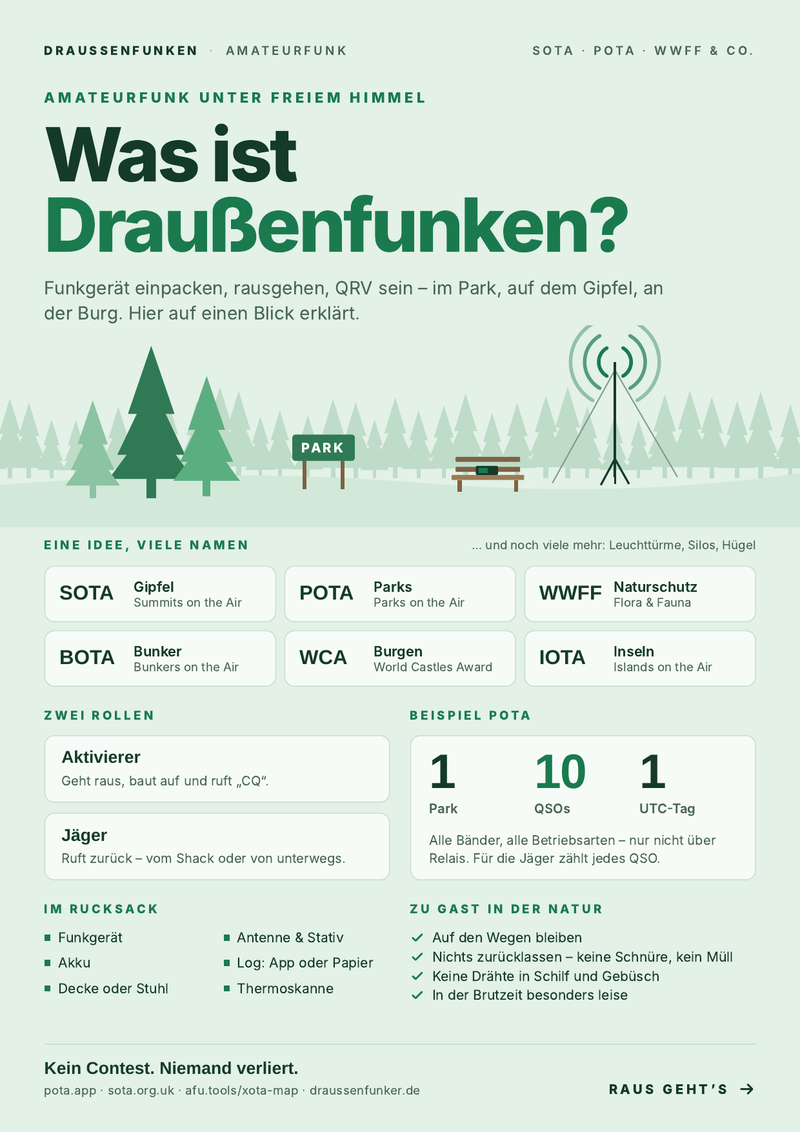 DRAUSSENFUNKEN · AMATEURFUNK
SOTA · POTA · WWFF & CO.
AMATEURFUNK UNTER FREIEM HIMMEL
Was ist
Draußenfunken?
Funkgerät einpacken, rausgehen, QRV sein – im Park, auf dem Gipfel, an
der Burg. Hier auf einen Blick erklärt.
PARK
EINE IDEE, VIELE NAMEN
… und noch viele mehr: Leuchttürme, Silos, Hügel
SOTA
Gipfel
Summits on the Air
POTA
Parks
Parks on the Air
WWFF
Naturschutz
Flora & Fauna
BOTA
Bunker
Bunkers on the Air
WCA
Burgen
World Castles Award
IOTA
Inseln
Islands on the Air
ZWEI ROLLEN
Aktivierer
Geht raus, baut auf und ruft „CQ“.
Jäger
Ruft zurück – vom Shack oder von unterwegs.
BEISPIEL POTA
1
Park
10
QSOs
1
UTC-Tag
Alle Bänder, alle Betriebsarten – nur nicht über
Relais. Für die Jäger zählt jedes QSO.
IM RUCKSACK
Funkgerät
Akku
Decke oder Stuhl
Antenne & Stativ
Log: App oder Papier
Thermoskanne
ZU GAST IN DER NATUR
Auf den Wegen bleiben
Nichts zurücklassen – keine Schnüre, kein Müll
Keine Drähte in Schilf und Gebüsch
In der Brutzeit besonders leise
Kein Contest. Niemand verliert.
pota.app · sota.org.uk · afu.tools/xota-map · draussenfunker.de
RAUS GEHT’S →